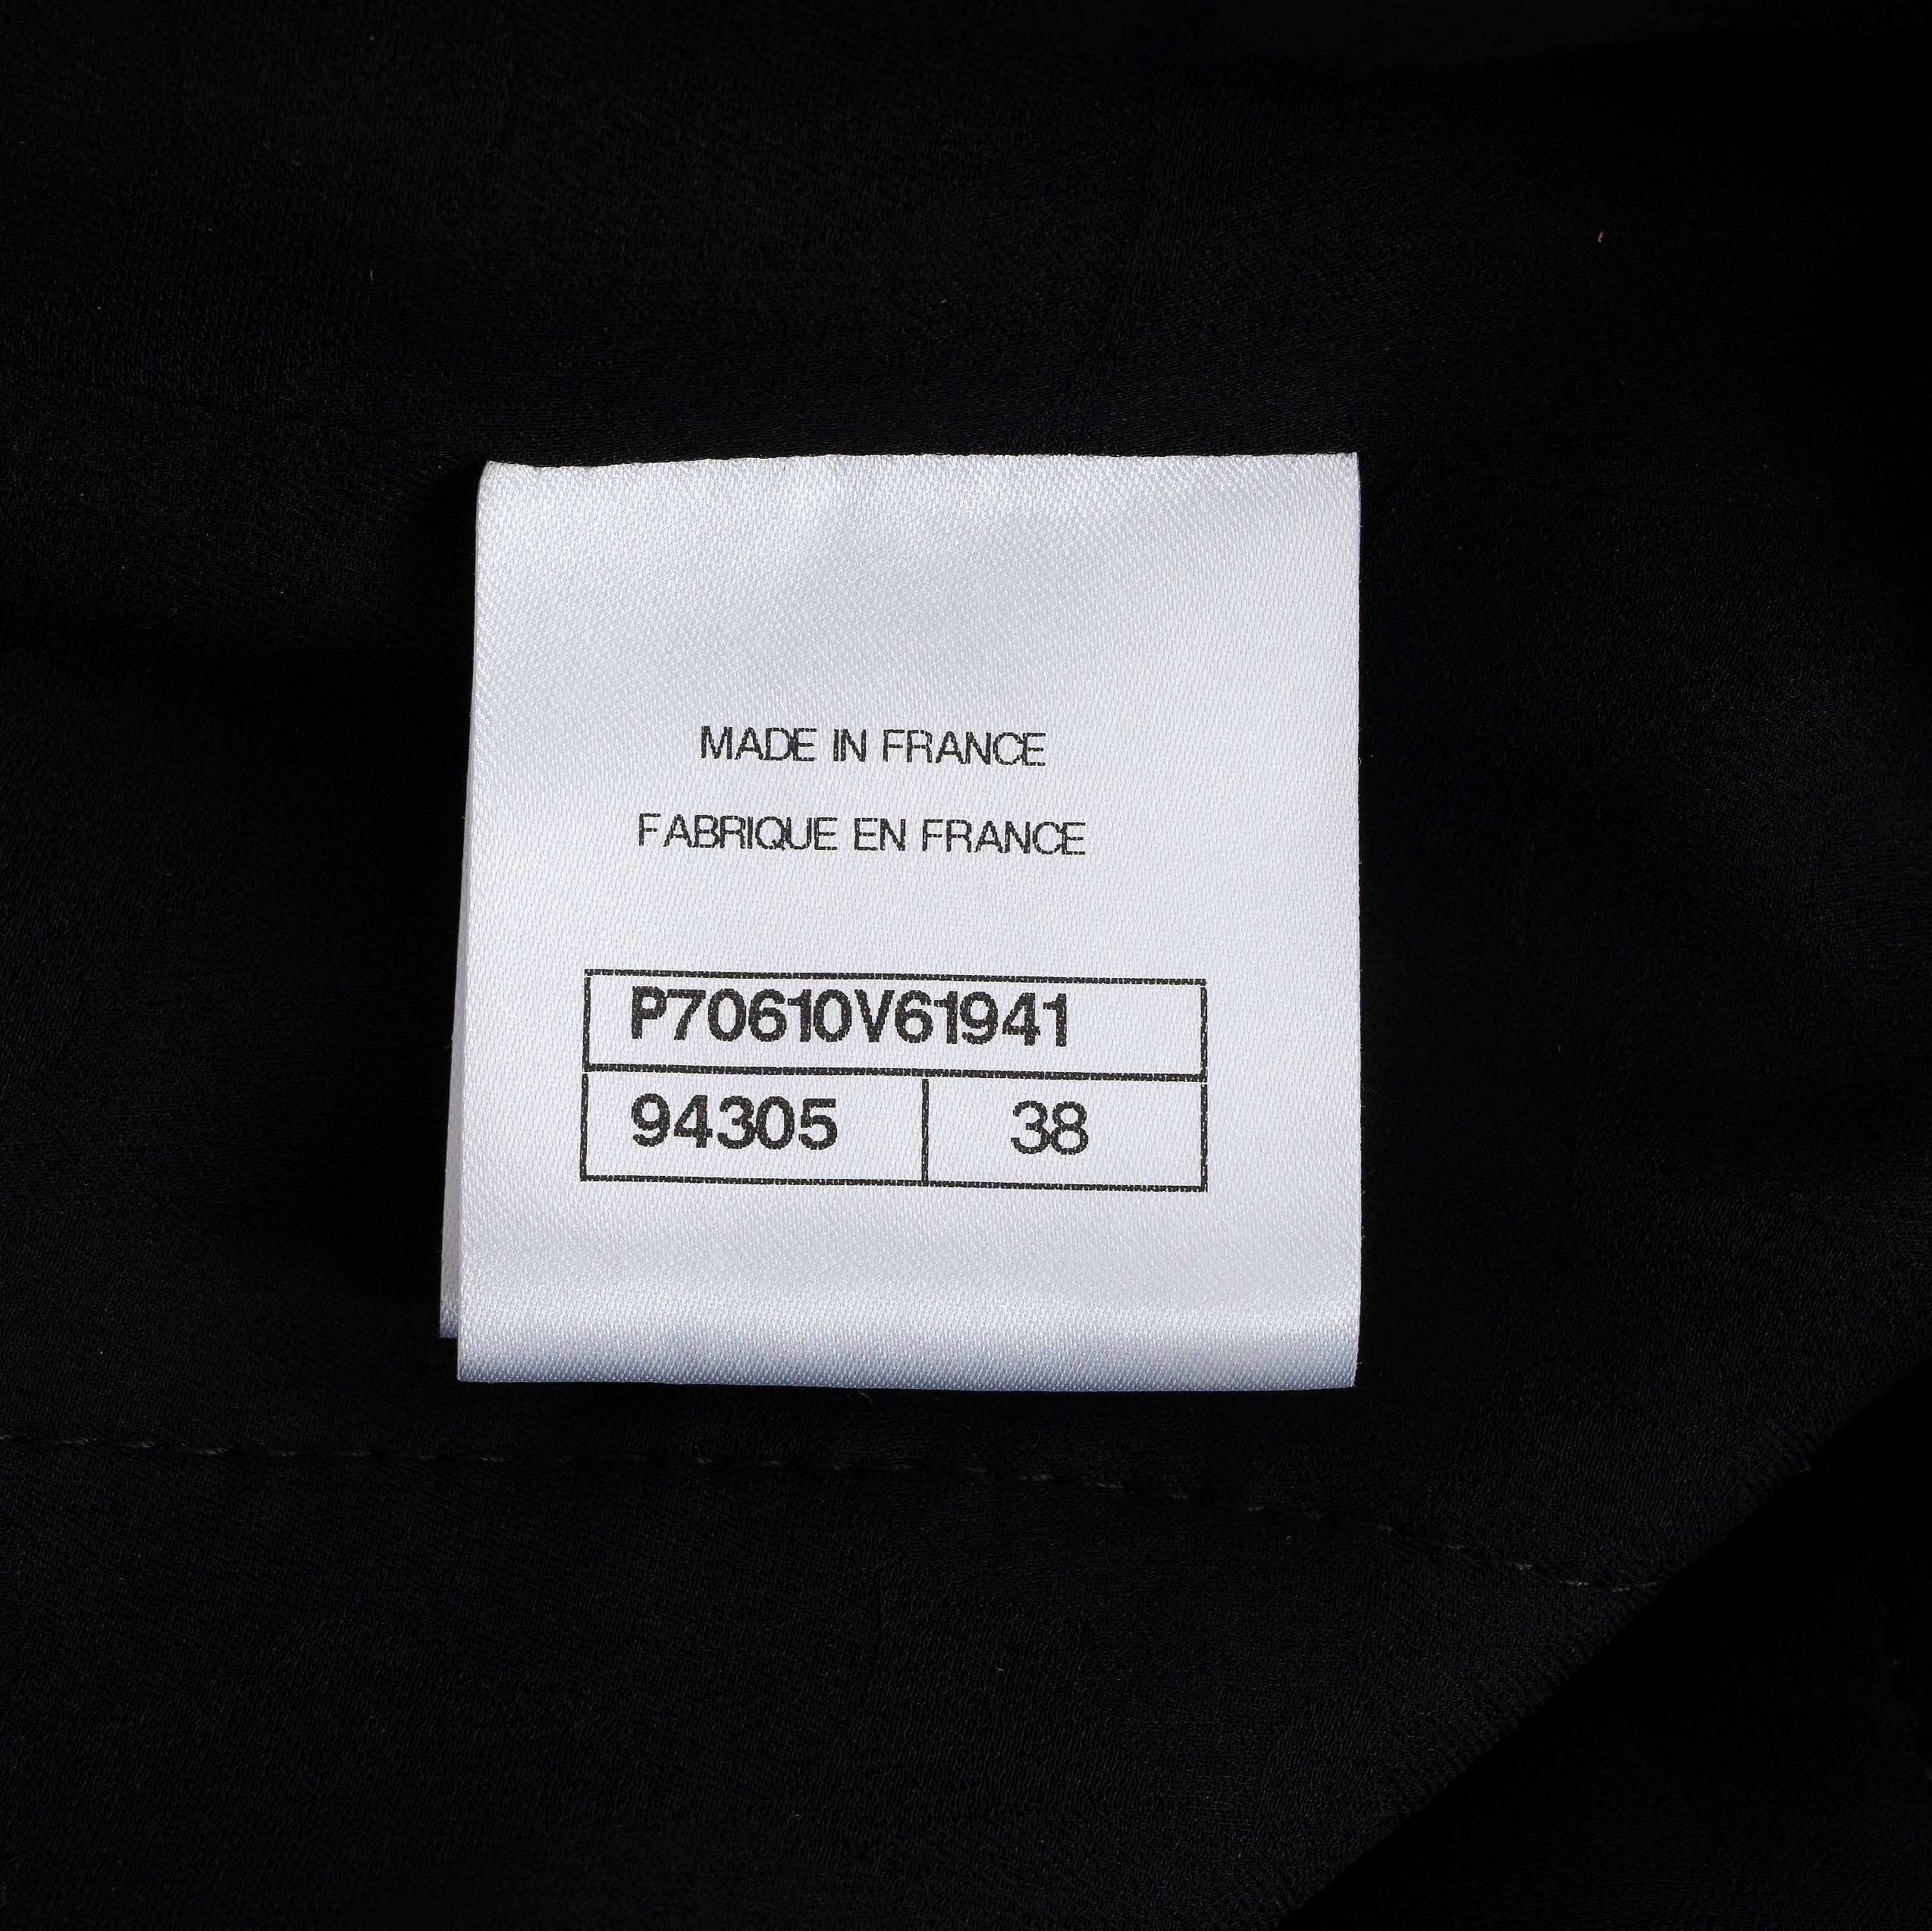 MADE IN FRANCE
FABRIQUE EN FRANCE
P70610V61941
94305 38